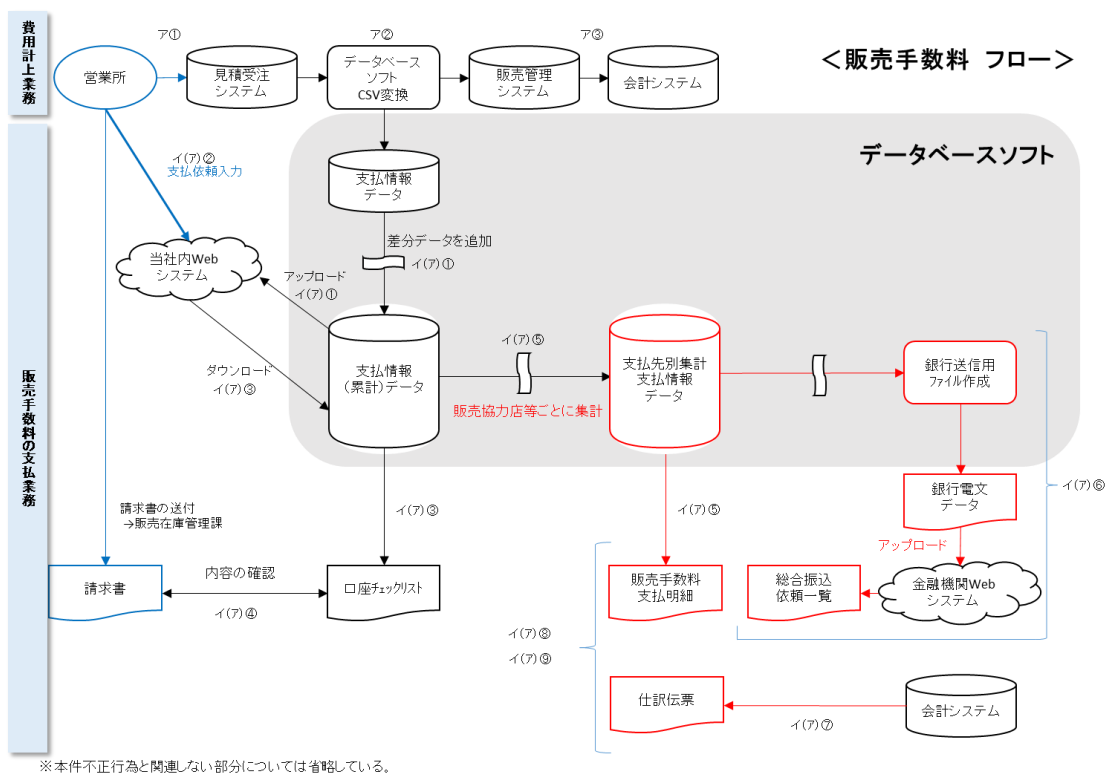 費用計上業務
ア①
ア②
ア③
<販売手数料 フロー>
営業所
見積受注
システム
データベース
ソフト
CSV変換
販売管理
システム
会計システム
データベースソフト
イ(ア)②
支払依頼入力
支払情報
データ
差分データを追加
イ(ア)①
当社内Web
システム
アップロード
イ(ア)①
ダウンロード
イ(ア)③
支払情報
(累計)データ
イ(ア)⑤
販売協力店等ごとに集計
支払先別集計
支払情報
データ
銀行送信用
ファイル作成
販売手数料の支払業務
イ(ア)③
イ(ア)⑤
銀行電文
データ
イ(ア)⑥
請求書の送付
→販売在庫管理課
アップロード
請求書
内容の確認
イ(ア)④
口座チェックリスト
販売手数料
支払明細
総合振込
依頼一覧
金融機関Web
システム
イ(ア)⑧
イ(ア)⑨
仕訳伝票
イ(ア)⑦
会計システム
※本件不正行為と関連しない部分については省略している。